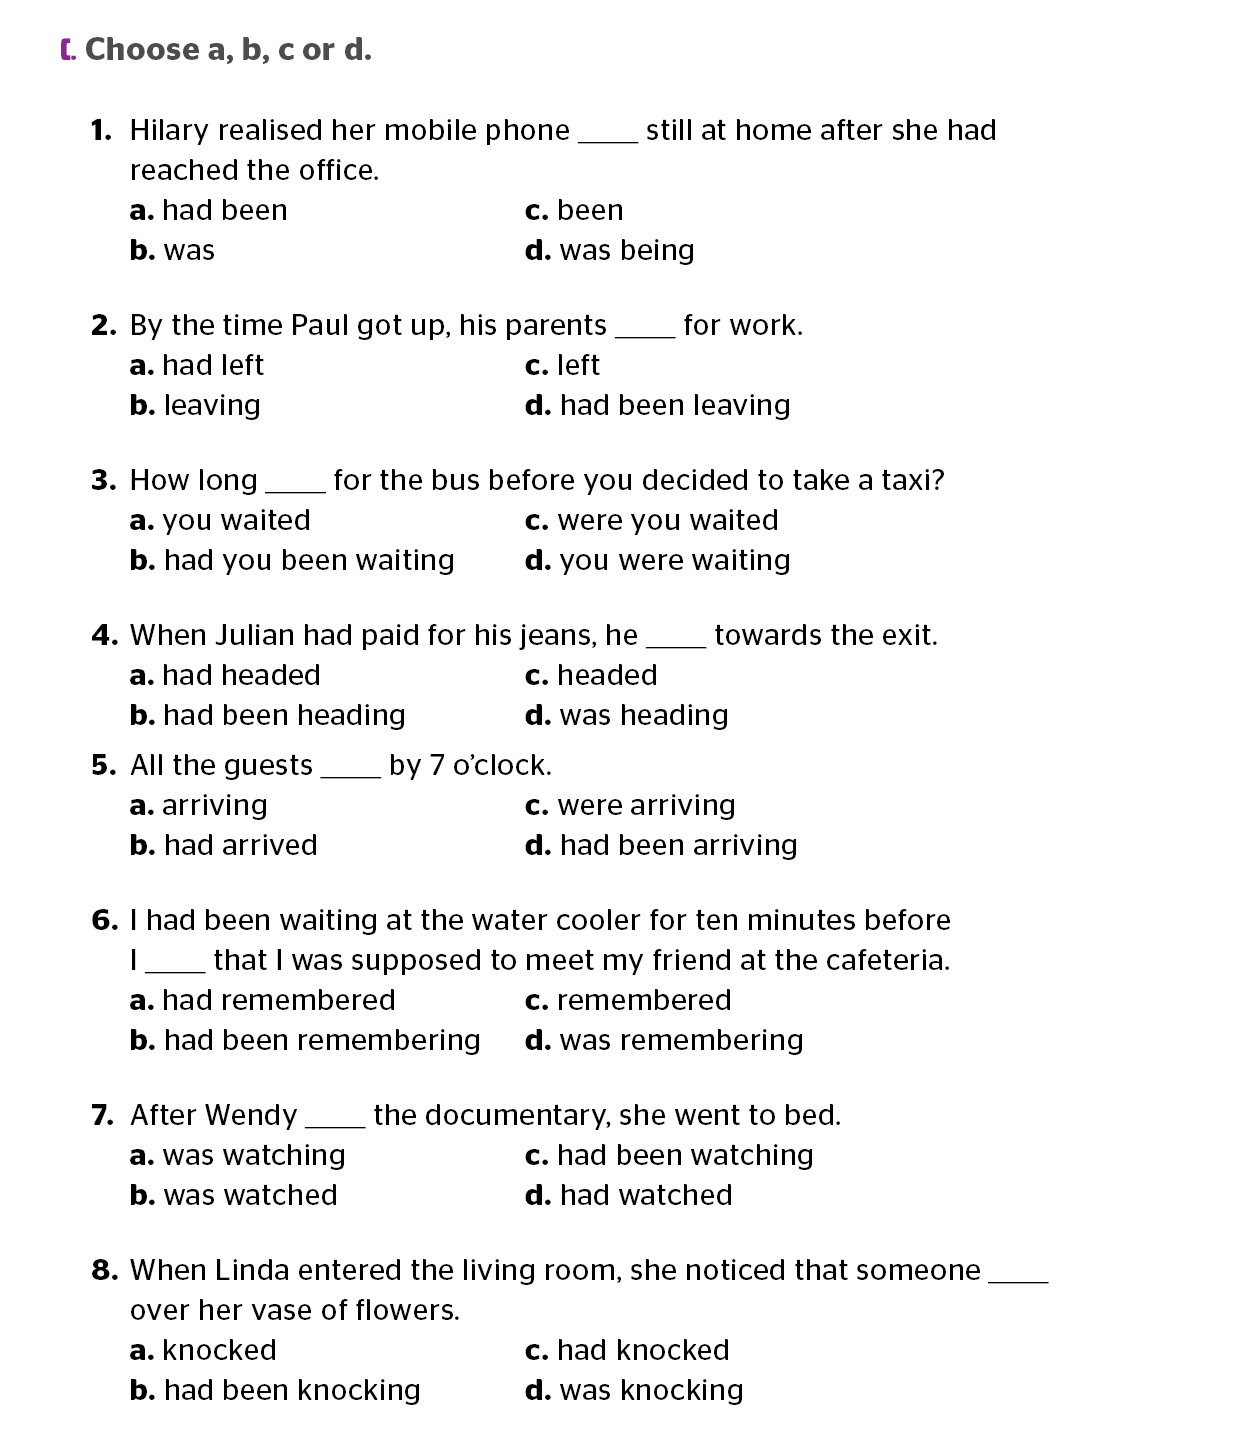 C. Choose a, b, c or d.
1. Hilary realised her mobile phone ____ still at home after she had
reached the office.
a. had been c. been
b. was d. was being
2. By the time Paul got up, his parents ____ for work.
a. had left c. left
b. leaving d. had been leaving
3. How long ____ for the bus before you decided to take a taxi?
a. you waited c. were you waited
b. had you been waiting d. you were waiting
4. When Julian had paid for his jeans, he ____ towards the exit.
a. had headed c. headed
b. had been heading d. was heading
5. All the guests ____ by 7 o’clock.
a. arriving c. were arriving
b. had arrived d. had been arriving
6. I had been waiting at the water cooler for ten minutes before
I ____ that I was supposed to meet my friend at the cafeteria.
a. had remembered c. remembered
b. had been remembering d. was remembering
7. After Wendy ____ the documentary, she went to bed.
a. was watching c. had been watching
b. was watched d. had watched
8. When Linda entered the living room, she noticed that someone ____
over her vase of flowers.
a. knocked c. had knocked
b. had been knocking d. was knocking